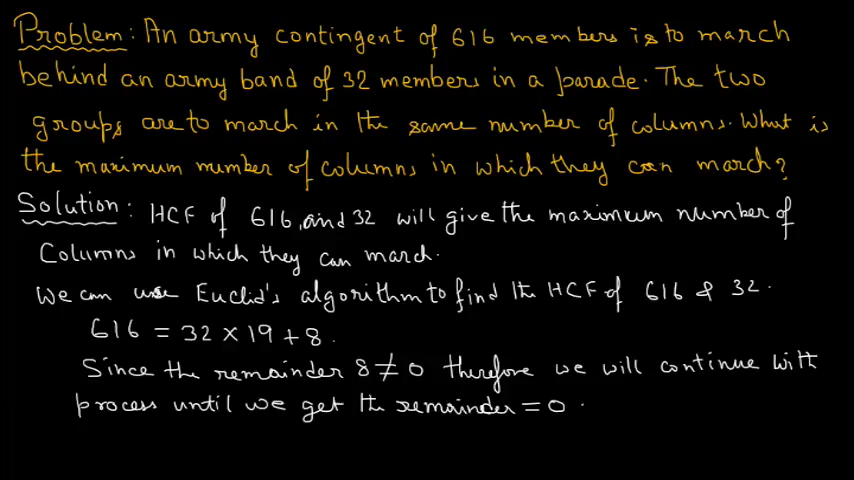 Problem: An army contingent of 616 members is to march
behind an army band of 32 members in a parade. The two
groups are to march in the same number of columns. What is
the maximum number of columns in which they can march?
Solution: HCF of 616, and 32 will give the maximum number of
Columns in which they can march.
We can use Euclid's algorithm to find the HCF of 616 & 32.
616 = 32 × 19 + 8.
Since the remainder 8 ≠ 0 therefore we will continue with
process until we get the remainder = 0.